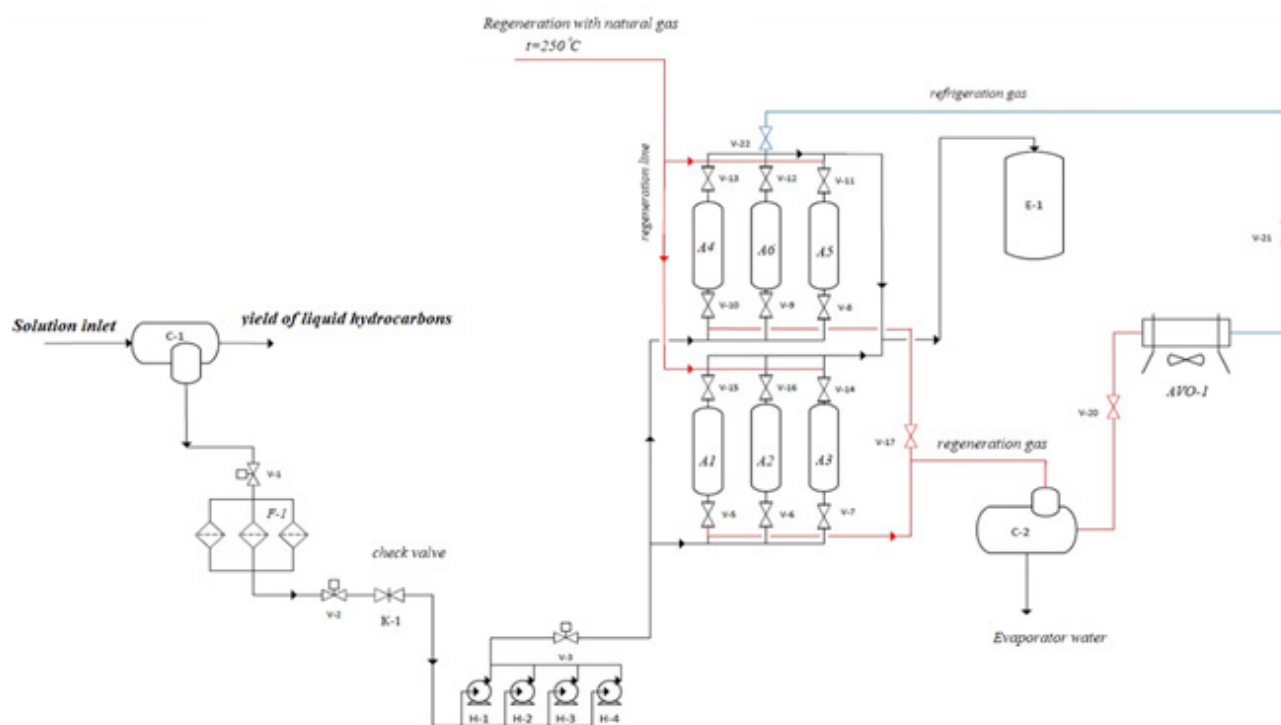 Regeneration with natural gas
t=250°C
refrigeration gas
regeneration line
V-22
V-13
V-12
V-11
E-1
V-21
A4
A6
A5
V-10
V-9
V-8
Solution inlet
yield of liquid hydrocarbons
C-1
AVO-1
V-15
V-16
V-14
V-20
V-17
regeneration gas
A1
A2
A3
V-1
F-1
V-5
V-6
V-7
C-2
check valve
V-2
K-1
Evaporator water
V-3
H-1
H-2
H-3
H-4